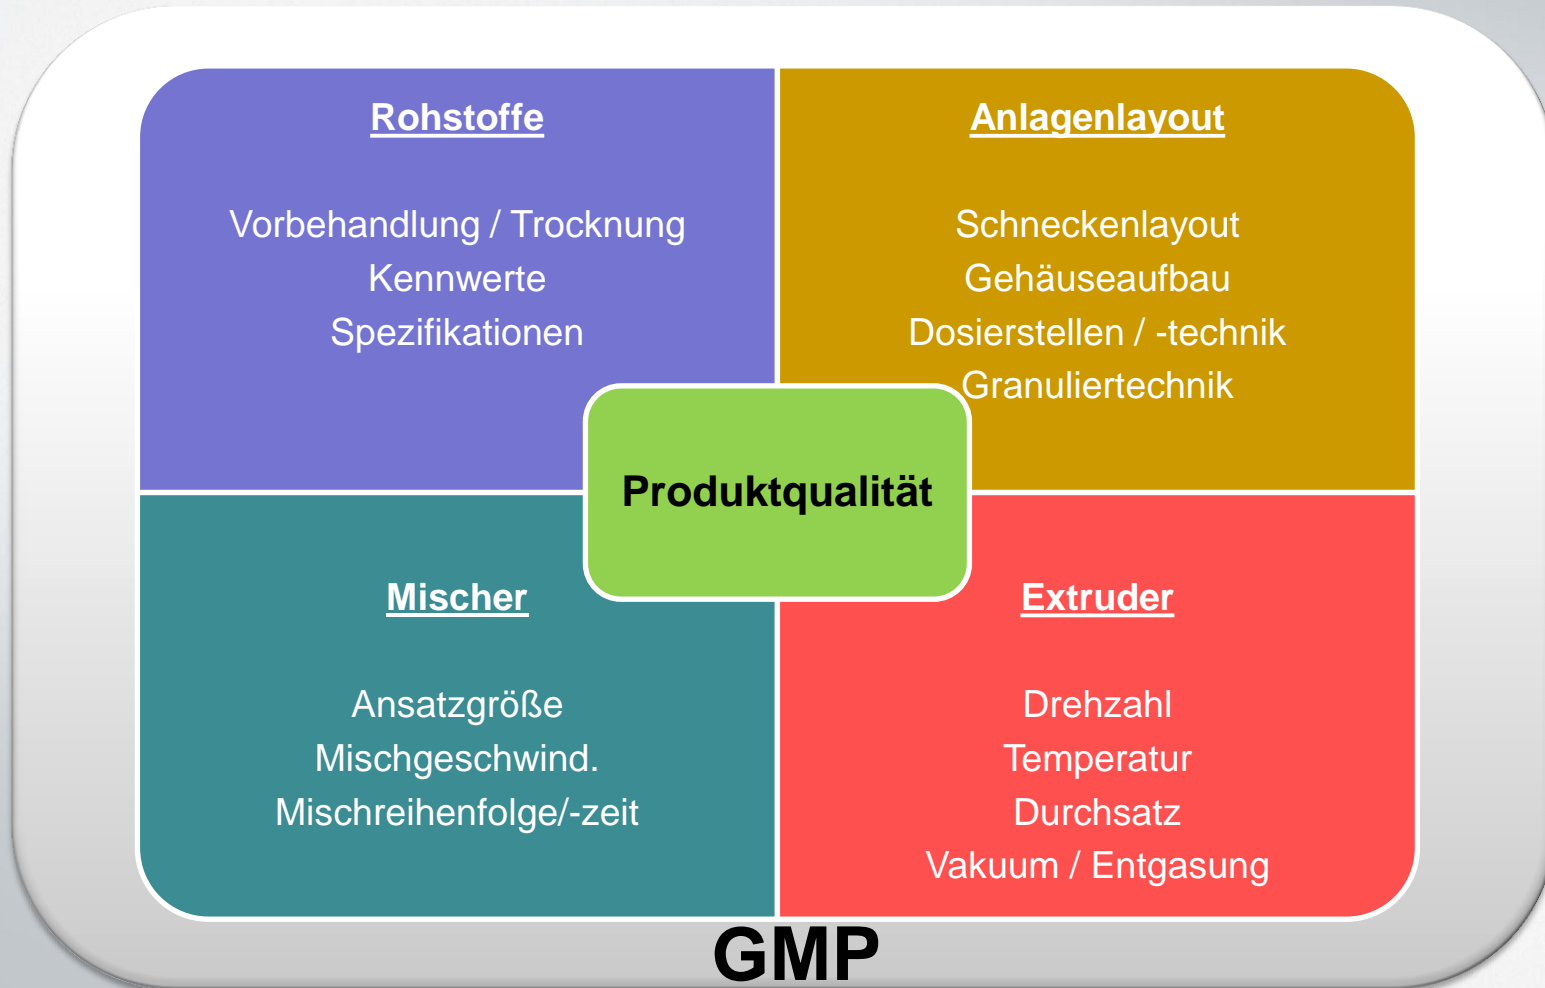 Rohstoffe
Vorbehandlung / Trocknung
Kennwerte
Spezifikationen
Anlagenlayout
Schneckenlayout
Gehäuseaufbau
Dosierstellen / -technik
Granuliertechnik
Produktqualität
Mischer
Ansatzgröße
Mischgeschwind.
Mischreihenfolge/-zeit
Extruder
Drehzahl
Temperatur
Durchsatz
Vakuum / Entgasung
GMP